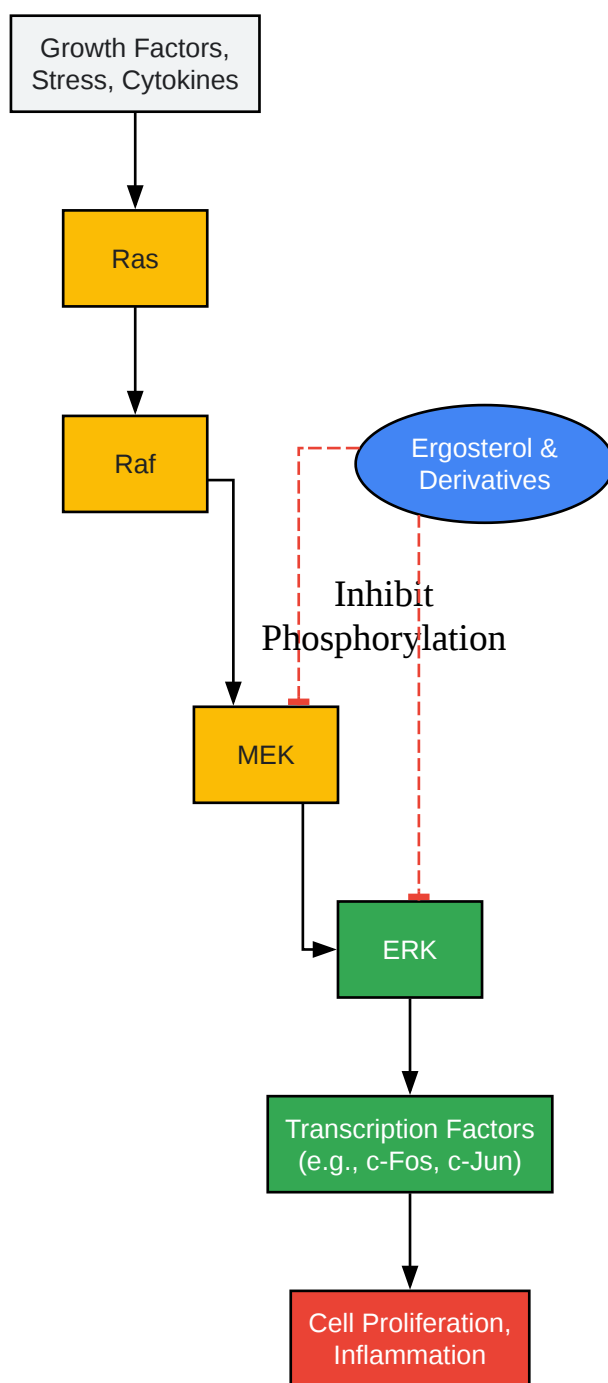 Growth Factors,
Stress, Cytokines
Ras
Raf
Ergosterol &
Derivatives
Inhibit
Phosphorylation
MEK
ERK
Transcription Factors
(e.g., c-Fos, c-Jun)
Cell Proliferation,
Inflammation